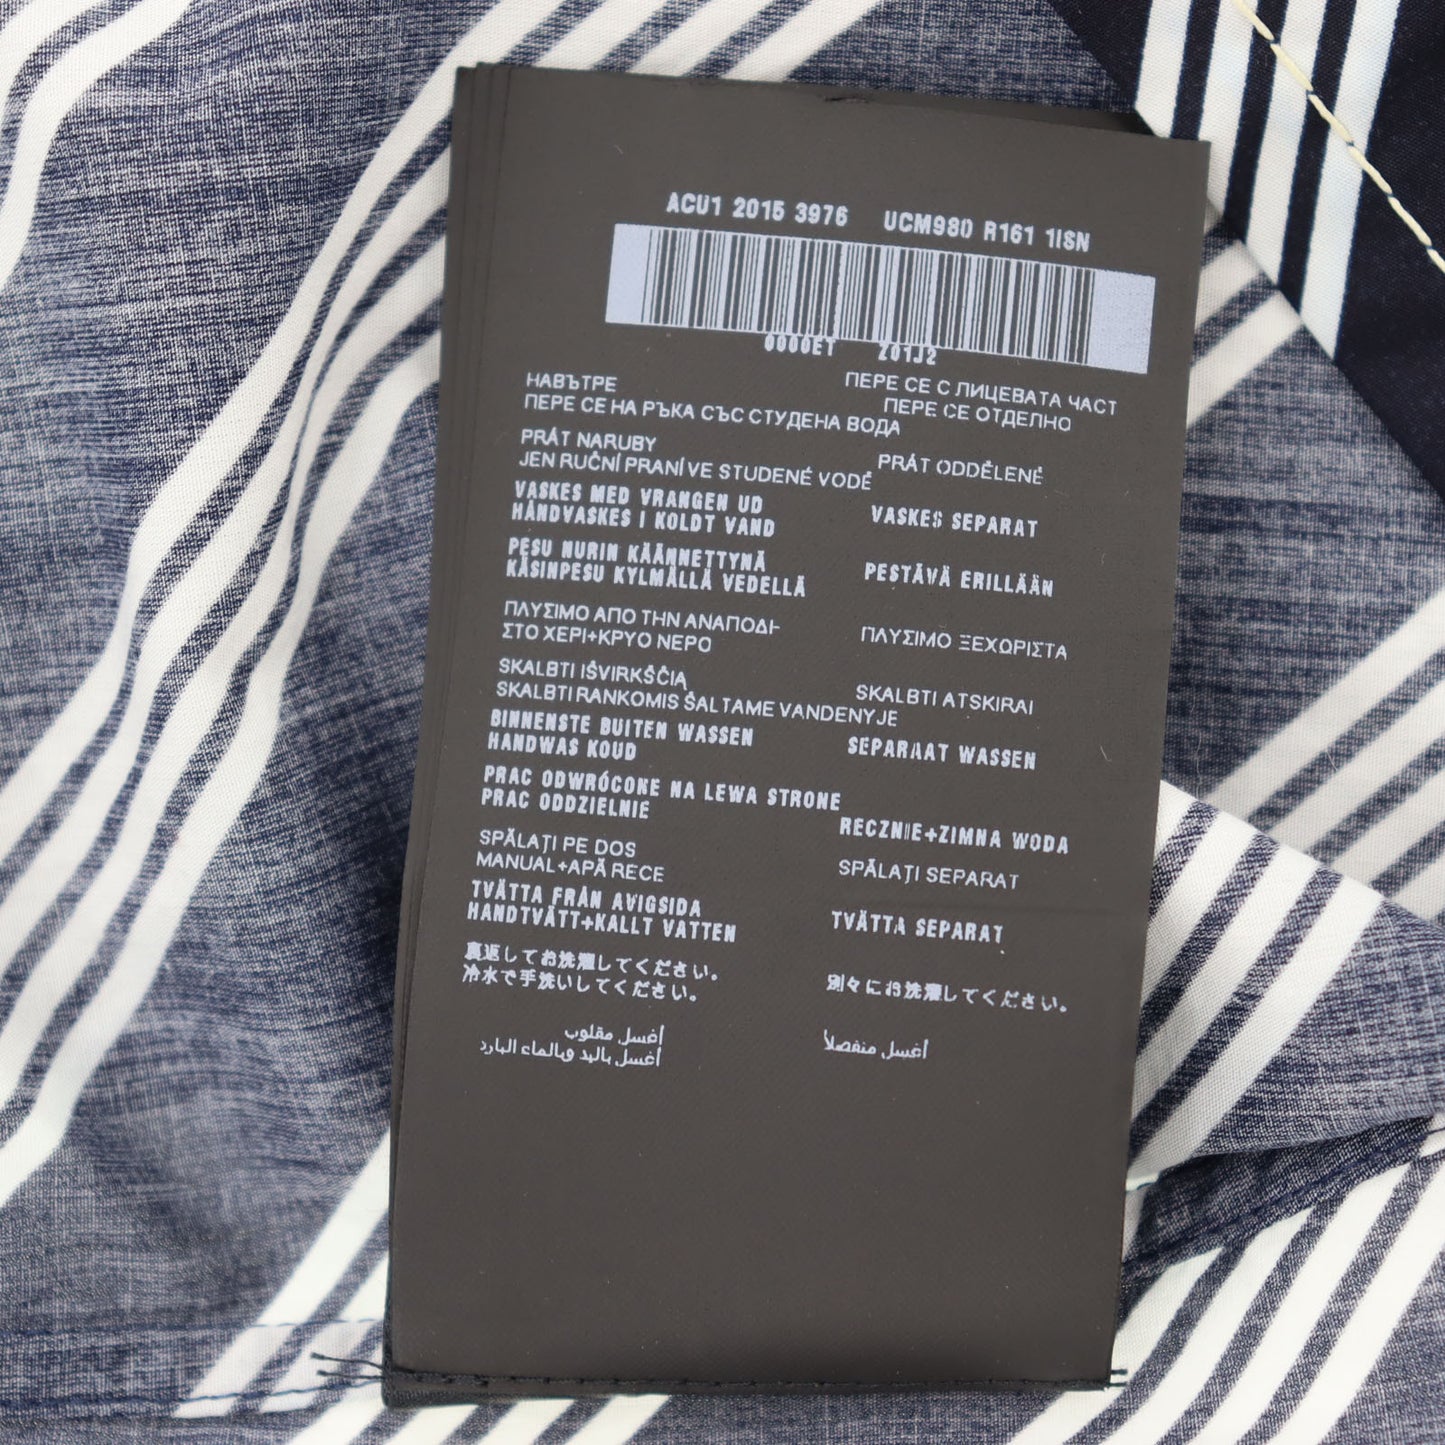 ACU1 2015 3976 UCM980 R161 1ISN
0000ET Z01J2
НАВЪТРЕ ПЕРЕ СЕ С ЛИЦЕВАТА ЧАСТ
ПЕРЕ СЕ НА РЪКА СЪС СТУДЕНА ВОДА ПЕРЕ СЕ ОТДЕЛНО
PRÁT NARUBY
JEN RUČNÍ PRANÍ VE STUDENÉ VODĚ PRÁT ODDĚLENĚ
VASKES MED VRANGEN UD
HÅNDVASKES I KOLDT VAND VASKES SEPARAT
PESU NURIN KÄÄNNETTYNÄ
KÄSINPESU KYLMÄLLÄ VEDELLÄ PESTÄVÄ ERILLÄÄN
ΠΛΥΣΙΜΟ ΑΠΟ ΤΗΝ ΑΝΑΠΟΔΗ
ΣΤΟ ΧΕΡΙ+ΚΡΥΟ ΝΕΡΟ ΠΛΥΣΙΜΟ ΞΕΧΩΡΙΣΤΑ
SKALBTI IŠVIRKŠČIĄ
SKALBTI RANKOMIS ŠALTAME VANDENYJE SKALBTI ATSKIRAI
BINNENSTE BUITEN WASSEN
HANDWAS KOUD SEPARAAT WASSEN
PRAC ODWRÓCONE NA LEWA STRONE
PRAC ODDZIELNIE RECZNIE+ZIMNA WODA
SPĂLAȚI PE DOS
MANUAL+APĂ RECE SPĂLAȚI SEPARAT
TVÄTTA FRÅN AVIGSIDA
HANDTVÄTT+KALLT VATTEN TVÄTTA SEPARAT
裏返してお洗濯してください。
冷水で手洗いしてください。 別々にお洗濯してください。
أغسل مقلوب
أغسل باليد وبالماء البارد أغسل منفصلاً